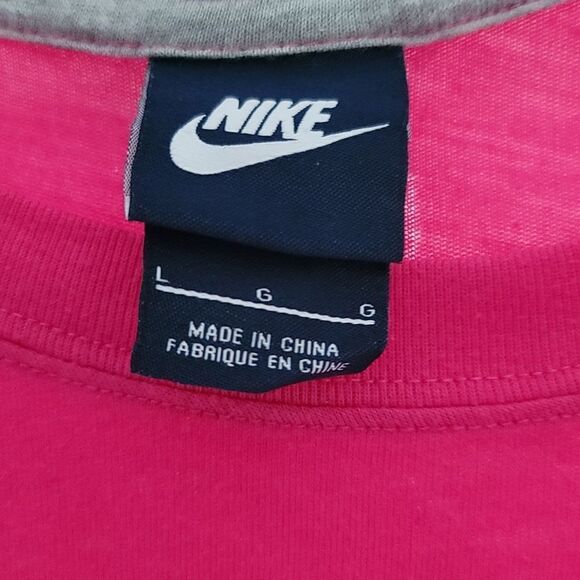 NIKE
L G G
MADE IN CHINA
FABRIQUE EN CHINE